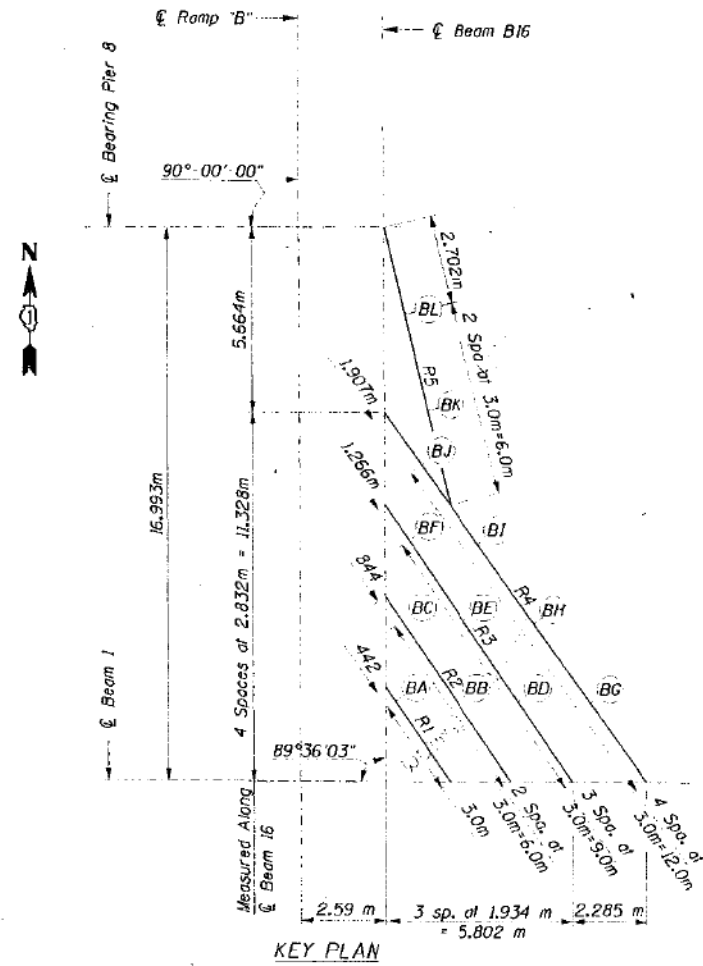 ℄ Ramp "B"
℄ Beam B16
℄ Bearing Pier 8
90°-00'-00"
N
2.702m
BL
5.664m
2 Spa. at 3.0m=6.0m
R5
1.907m
BK
BJ
1.266m
16.993m
BF
BI
844
R4
BC
BE
BH
R3
℄ Beam 1
4 Spaces at 2.832m = 11.328m
442
BA
R2
BB
BD
BG
R1
89°36'03"
3.0m
2 Spa. at
3.0m=6.0m
3 Spa. at
3.0m=9.0m
4 Spa. at
3.0m=12.0m
Measured Along
℄ Beam 16
2.59 m
3 sp. at 1.934 m
= 5.802 m
2.285 m
KEY PLAN